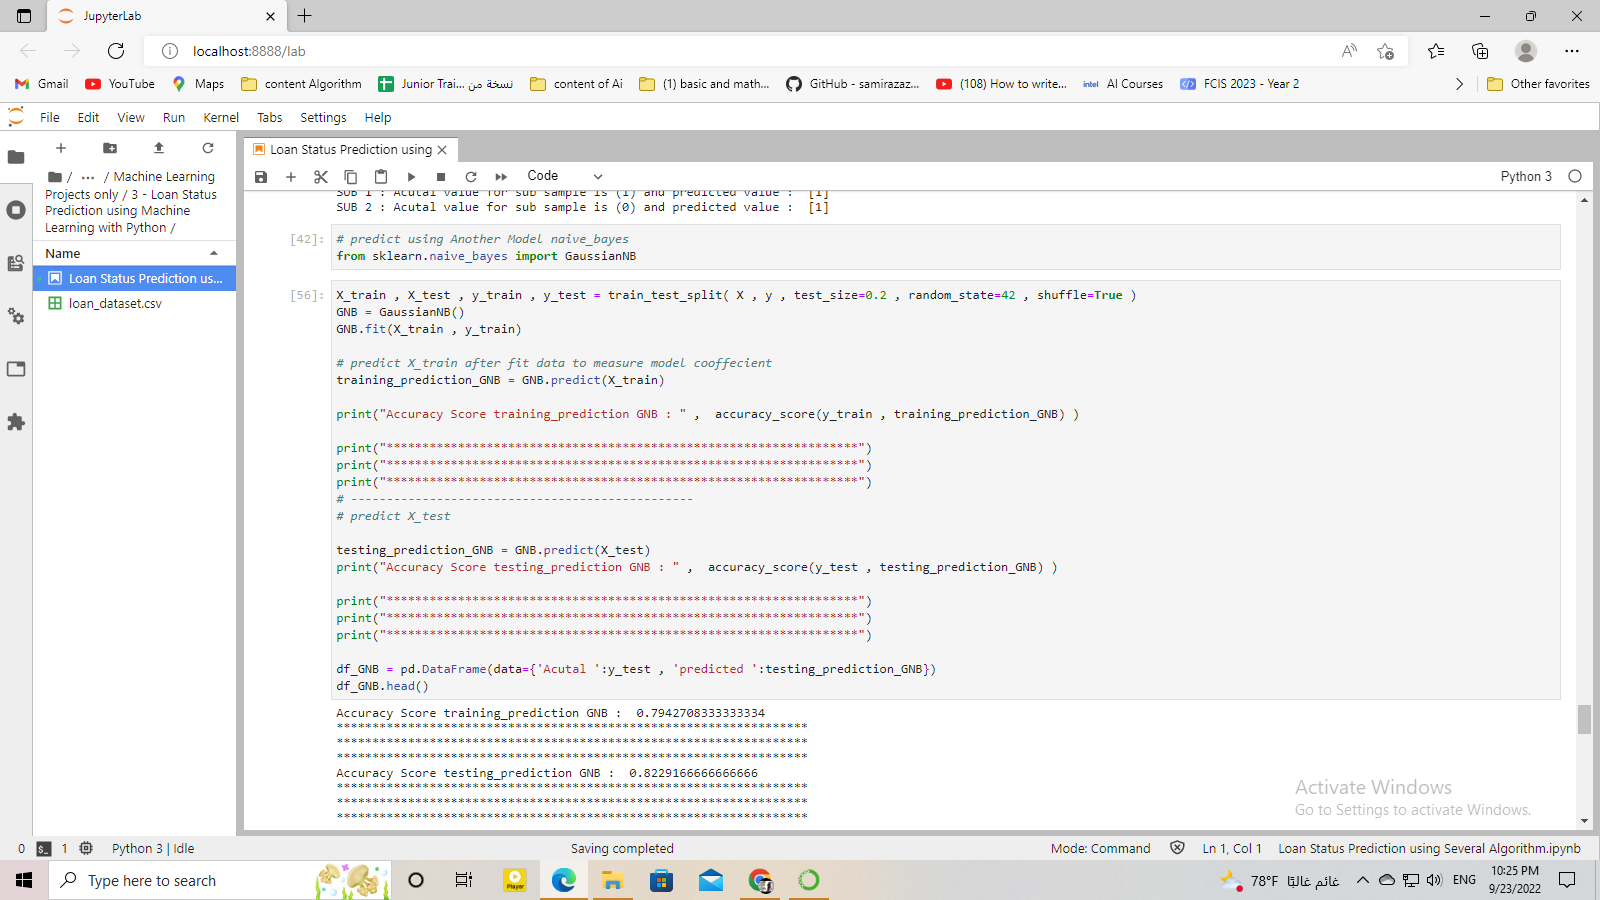 JupyterLab
localhost:8888/lab
Gmail
YouTube
Maps
content Algorithm
نسخة من Junior Trai...
content of Ai
(1) basic and math...
GitHub - samirazaz...
(108) How to write...
intel AI Courses
FCIS 2023 - Year 2
Other favorites
File Edit View Run Kernel Tabs Settings Help
/ ··· / Machine Learning
Projects only / 3 - Loan Status
Prediction using Machine
Learning with Python /
Name
Loan Status Prediction us...
loan_dataset.csv
Loan Status Prediction using
Code
Python 3
SUB 1 : Acutal value for sub sample is (1) and predicted value :  [1]
SUB 2 : Acutal value for sub sample is (0) and predicted value :  [1]
[42]:
# predict using Another Model naive_bayes
from sklearn.naive_bayes import GaussianNB
[56]:
X_train , X_test , y_train , y_test = train_test_split( X , y , test_size=0.2 , random_state=42 , shuffle=True )
GNB = GaussianNB()
GNB.fit(X_train , y_train)
# predict X_train after fit data to measure model cooffecient
training_prediction_GNB = GNB.predict(X_train)
print("Accuracy Score training_prediction GNB : " ,  accuracy_score(y_train , training_prediction_GNB) )
print("******************************************************************")
print("******************************************************************")
print("******************************************************************")
# ------------------------------------------------
# predict X_test
testing_prediction_GNB = GNB.predict(X_test)
print("Accuracy Score testing_prediction GNB : " ,  accuracy_score(y_test , testing_prediction_GNB) )
print("******************************************************************")
print("******************************************************************")
print("******************************************************************")
df_GNB = pd.DataFrame(data={'Acutal ':y_test , 'predicted ':testing_prediction_GNB})
df_GNB.head()
Accuracy Score training_prediction GNB :  0.7942708333333334
******************************************************************
******************************************************************
******************************************************************
Accuracy Score testing_prediction GNB :  0.8229166666666666
******************************************************************
******************************************************************
******************************************************************
Activate Windows
Go to Settings to activate Windows.
0
1
Python 3 | Idle
Saving completed
Mode: Command
Ln 1, Col 1
Loan Status Prediction using Several Algorithm.ipynb
Type here to search
Player
78°F غائم غالبًا
ENG
10:25 PM
9/23/2022